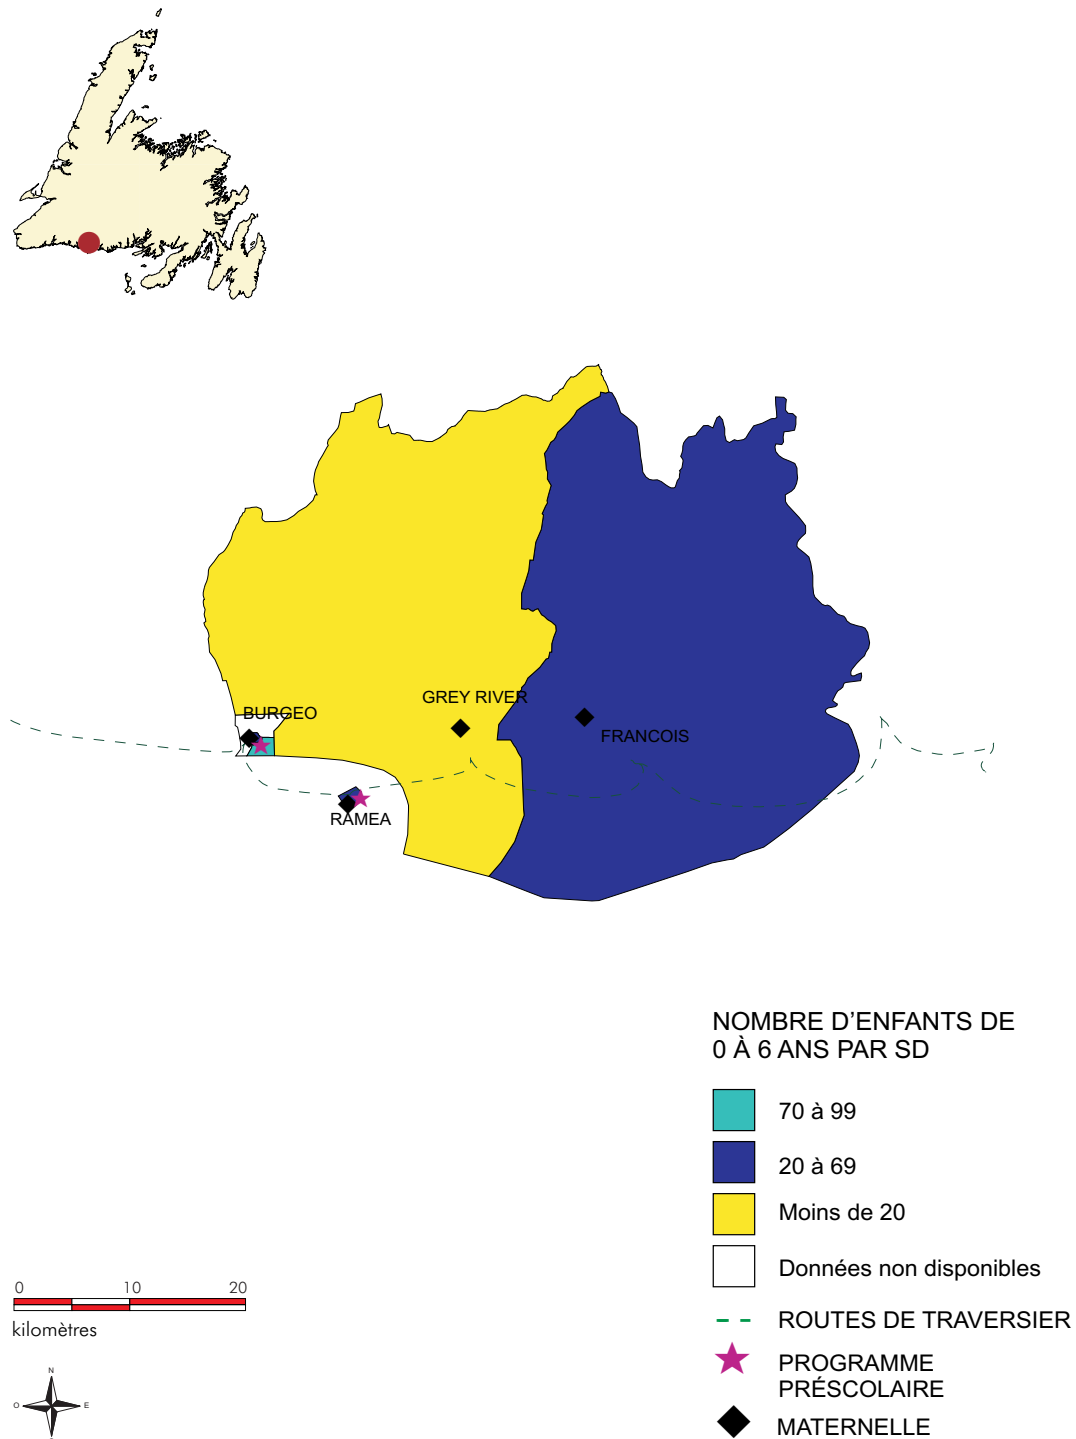 GREY RIVER
BURGEO
FRANCOIS
RAMEA
NOMBRE D'ENFANTS DE
0 À 6 ANS PAR SD
70 à 99
20 à 69
Moins de 20
Données non disponibles
ROUTES DE TRAVERSIER
PROGRAMME
PRÉSCOLAIRE
MATERNELLE
0 10 20
kilomètres
N
O E